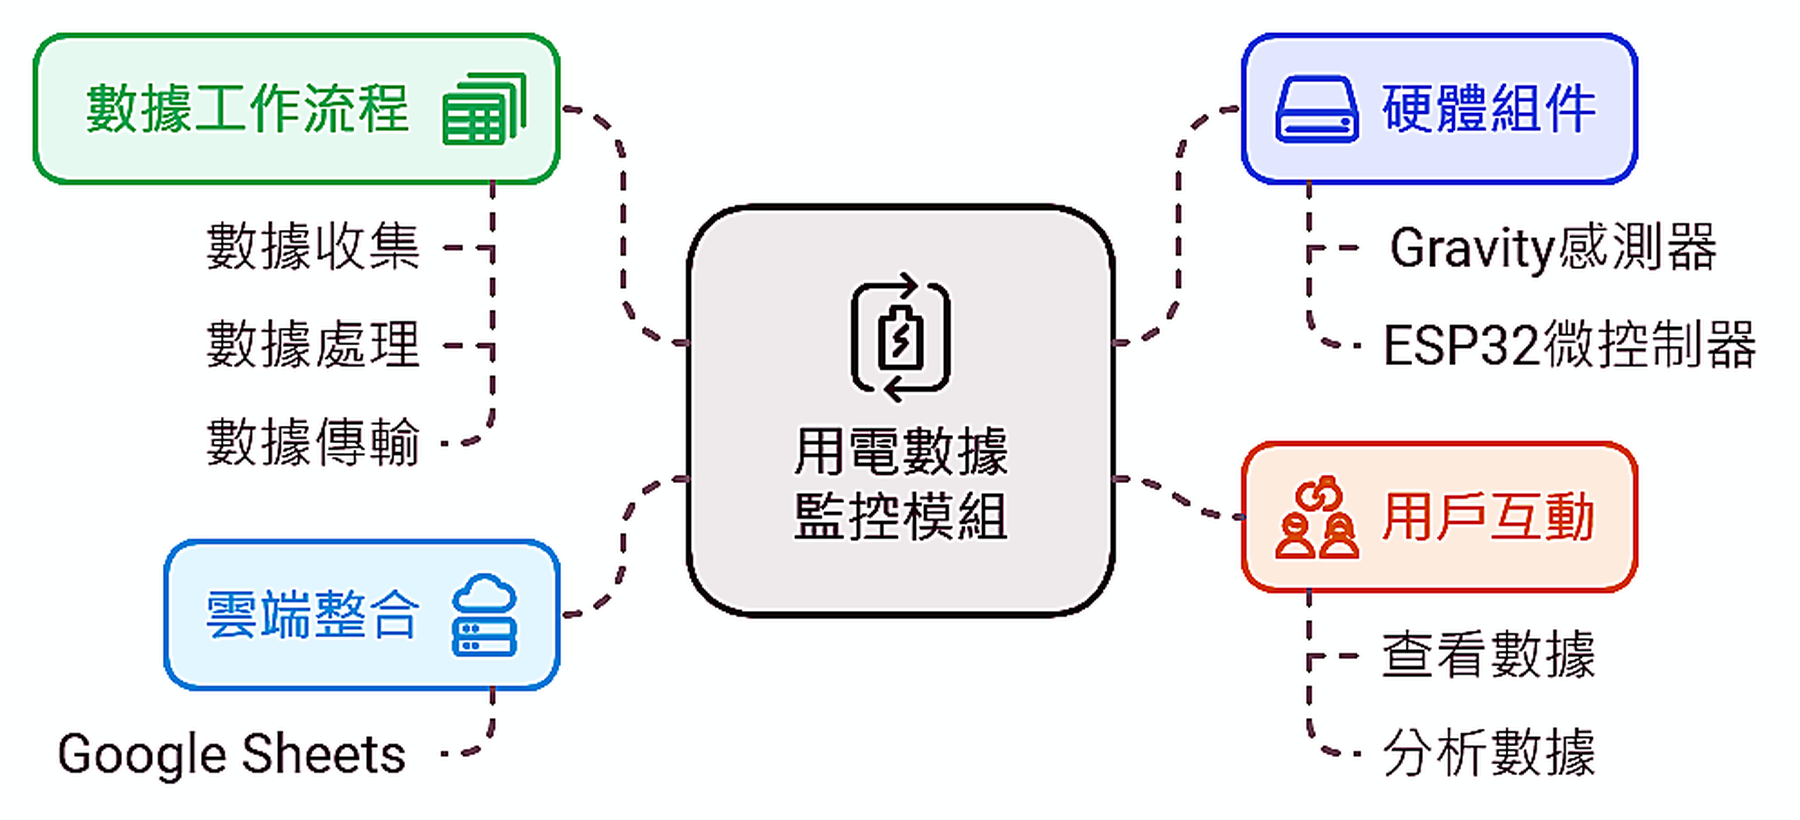 數據工作流程
數據收集
數據處理
數據傳輸
雲端整合
Google Sheets
用電數據
監控模組
硬體組件
Gravity感測器
ESP32微控制器
用戶互動
查看數據
分析數據